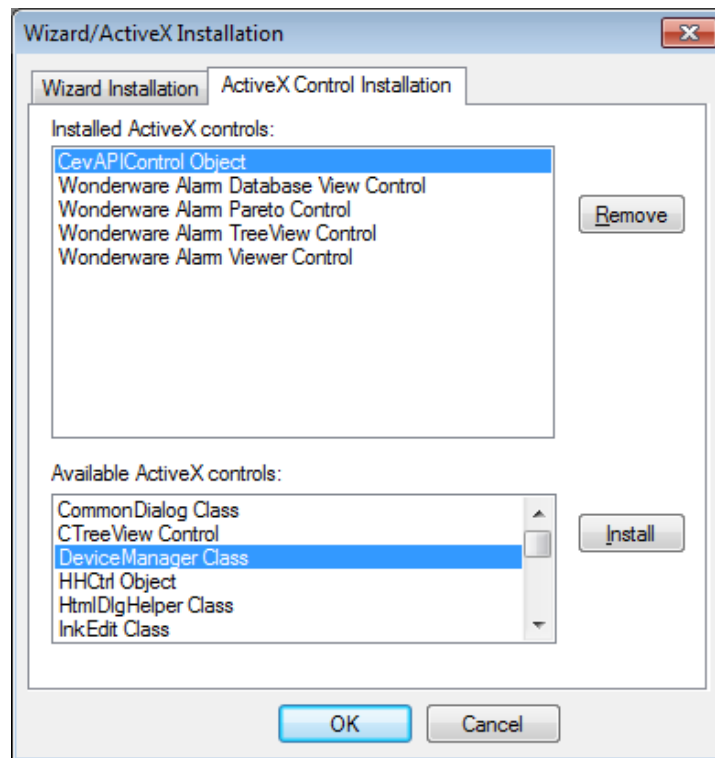 Wizard/ActiveX Installation
Wizard Installation
ActiveX Control Installation
Installed ActiveX controls:
CevAPIControl Object
Wonderware Alarm Database View Control
Wonderware Alarm Pareto Control
Wonderware Alarm TreeView Control
Wonderware Alarm Viewer Control
Remove
Available ActiveX controls:
CommonDialog Class
CTreeView Control
DeviceManager Class
HHCtrl Object
HtmlDlgHelper Class
InkEdit Class
Install
OK
Cancel